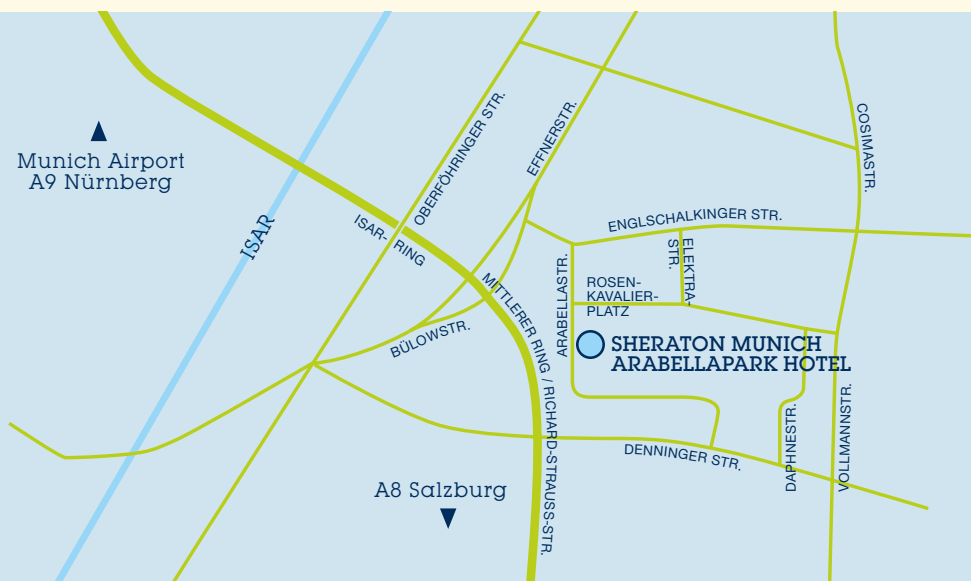 Munich Airport
A9 Nürnberg
ISAR
ISAR-RING
OBERFÖHRINGER STR.
EFFNERSTR.
COSIMASTR.
ENGLSCHALKINGER STR.
ELEKTRA-
STR.
ARABELLASTR.
ROSEN-
KAVALIER-
PLATZ
MITTLERER RING / RICHARD-STRAUSS-STR.
BÜLOWSTR.
SHERATON MUNICH
ARABELLAPARK HOTEL
DENNINGER STR.
DAPHNESTR.
VOLLMANNSTR.
A8 Salzburg